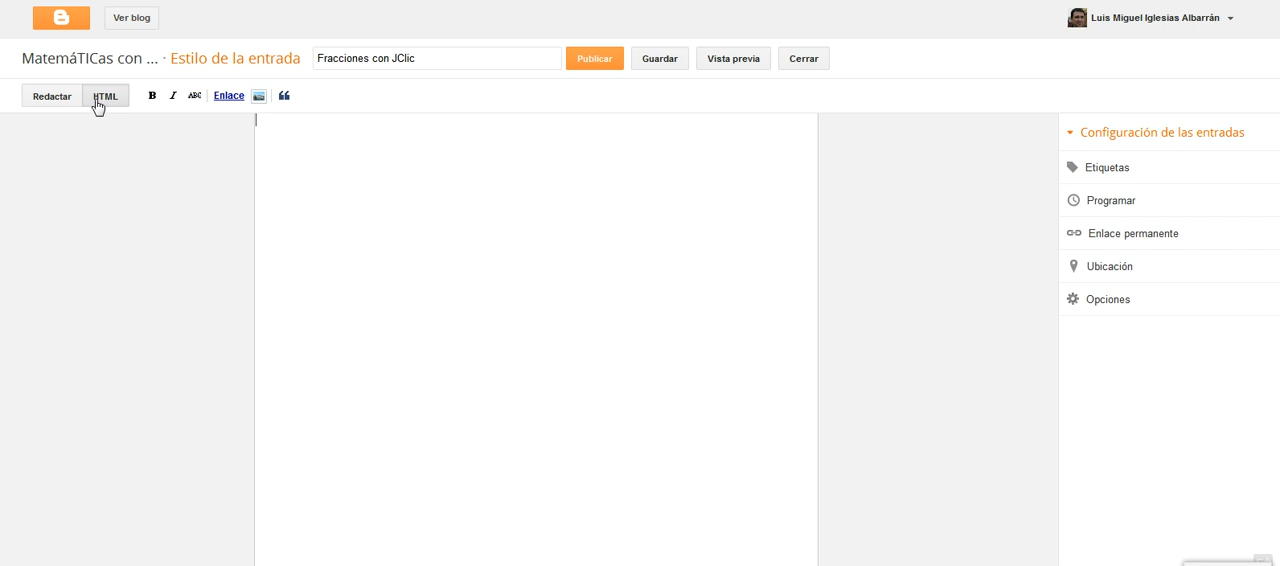 Ver blog
Luis Miguel Iglesias Albarrán
MatemáTICas con ... · Estilo de la entrada
Fracciones con JClic
Publicar
Guardar
Vista previa
Cerrar
Redactar
HTML
B I ABC Enlace
Configuración de las entradas
Etiquetas
Programar
Enlace permanente
Ubicación
Opciones